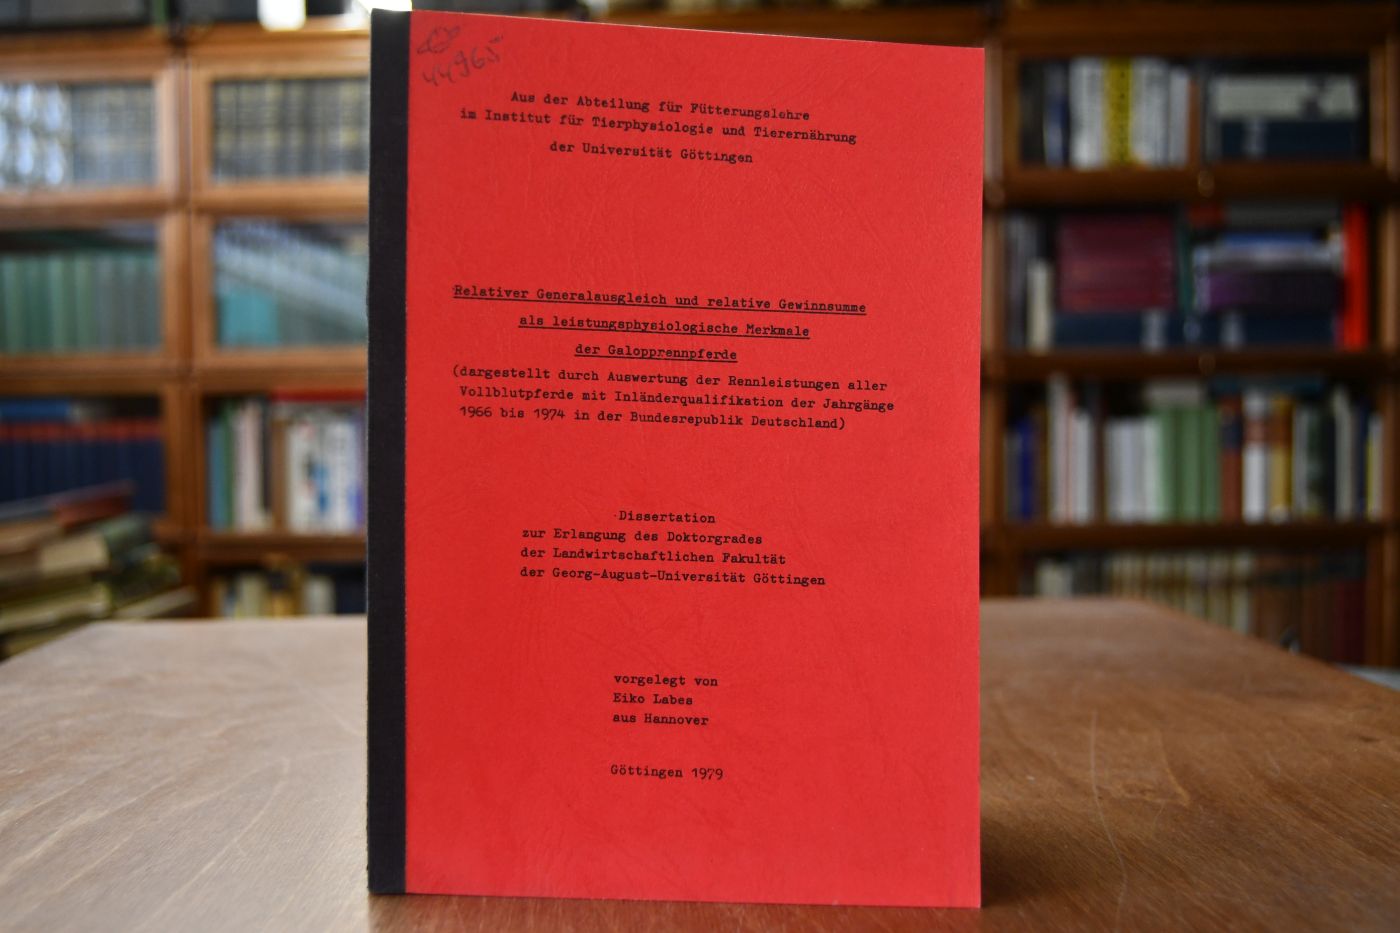 44965
Aus der Abteilung für Fütterungslehre
im Institut für Tierphysiologie und Tierernährung
der Universität Göttingen
Relativer Generalausgleich und relative Gewinnsumme
als leistungsphysiologische Merkmale
der Galopprennpferde
(dargestellt durch Auswertung der Rennleistungen aller
Vollblutpferde mit Inländerqualifikation der Jahrgänge
1966 bis 1974 in der Bundesrepublik Deutschland)
Dissertation
zur Erlangung des Doktorgrades
der Landwirtschaftlichen Fakultät
der Georg-August-Universität Göttingen
vorgelegt von
Eiko Labes
aus Hannover
Göttingen 1979